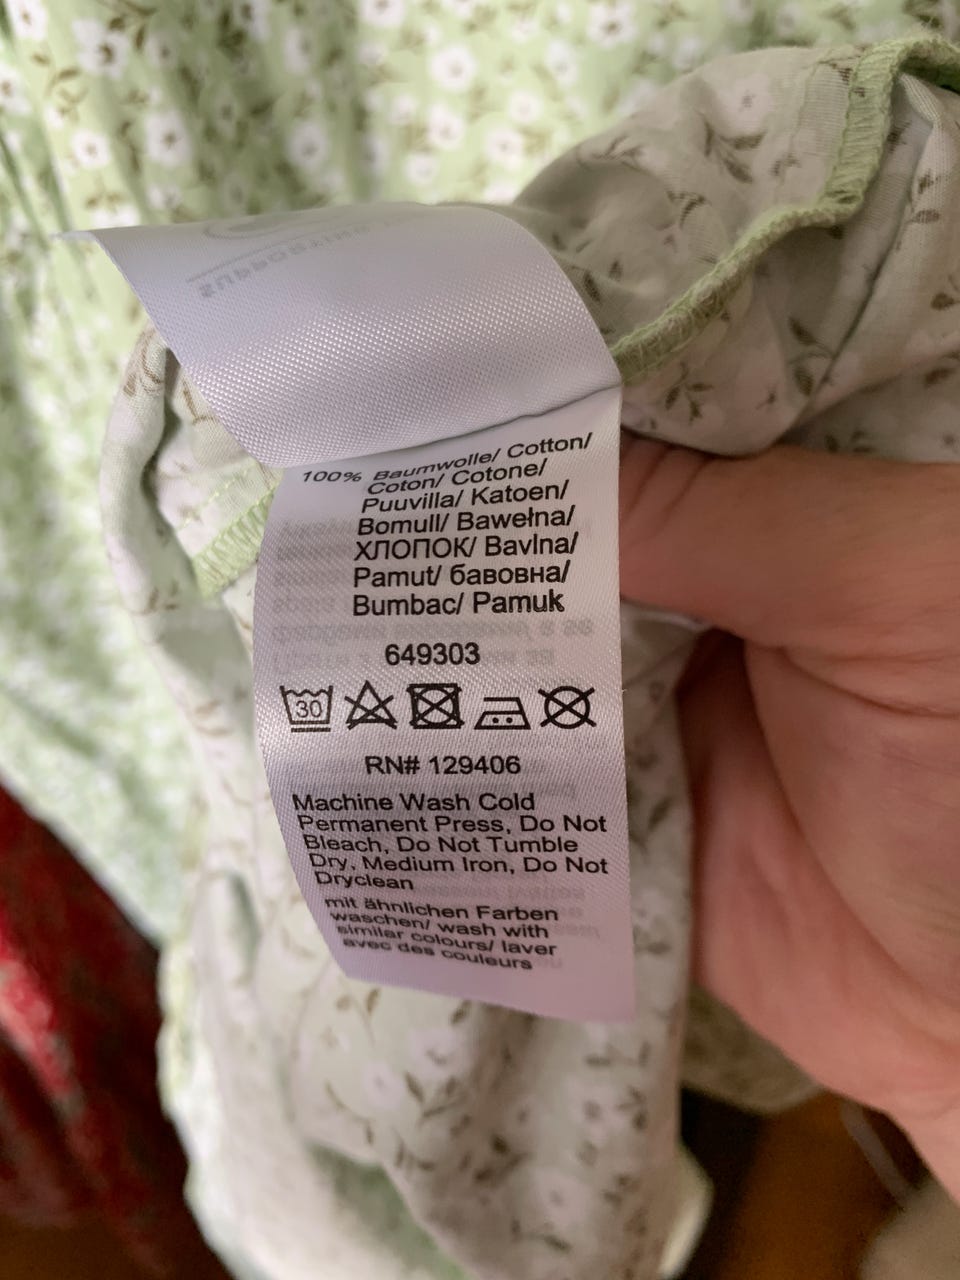 100% Baumwolle/ Cotton/
Coton/ Cotone/
Puuvilla/ Katoen/
Bomull/ Bawełna/
ХЛОПОК/ Bavlna/
Pamut/ бавовна/
Bumbac/ Pamuk
649303
30
RN# 129406
Machine Wash Cold
Permanent Press, Do Not
Bleach, Do Not Tumble
Dry, Medium Iron, Do Not
Dryclean
mit ähnlichen Farben
waschen/ wash with
similar colours/ laver
avec des couleurs